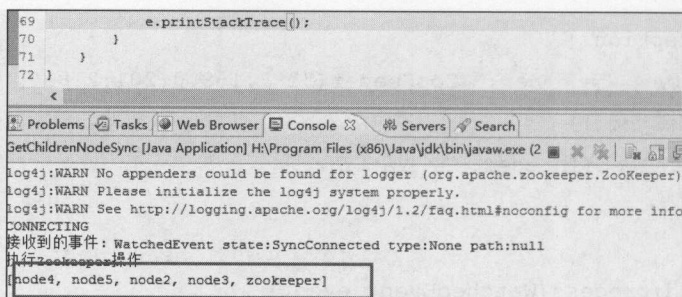 69 e.printStackTrace();
70 }
71 }
72 }
Problems Tasks Web Browser Console Servers Search
GetChildrenNodeSync [Java Application] H:\Program Files (x86)\Java\jdk\bin\javaw.exe (2
log4j:WARN No appenders could be found for logger (org.apache.zookeeper.ZooKeeper)
log4j:WARN Please initialize the log4j system properly.
log4j:WARN See http://logging.apache.org/log4j/1.2/faq.html#noconfig for more info
CONNECTING
接收到的事件: WatchedEvent state:SyncConnected type:None path:null
执行zookeeper操作
[node4, node5, node2, node3, zookeeper]